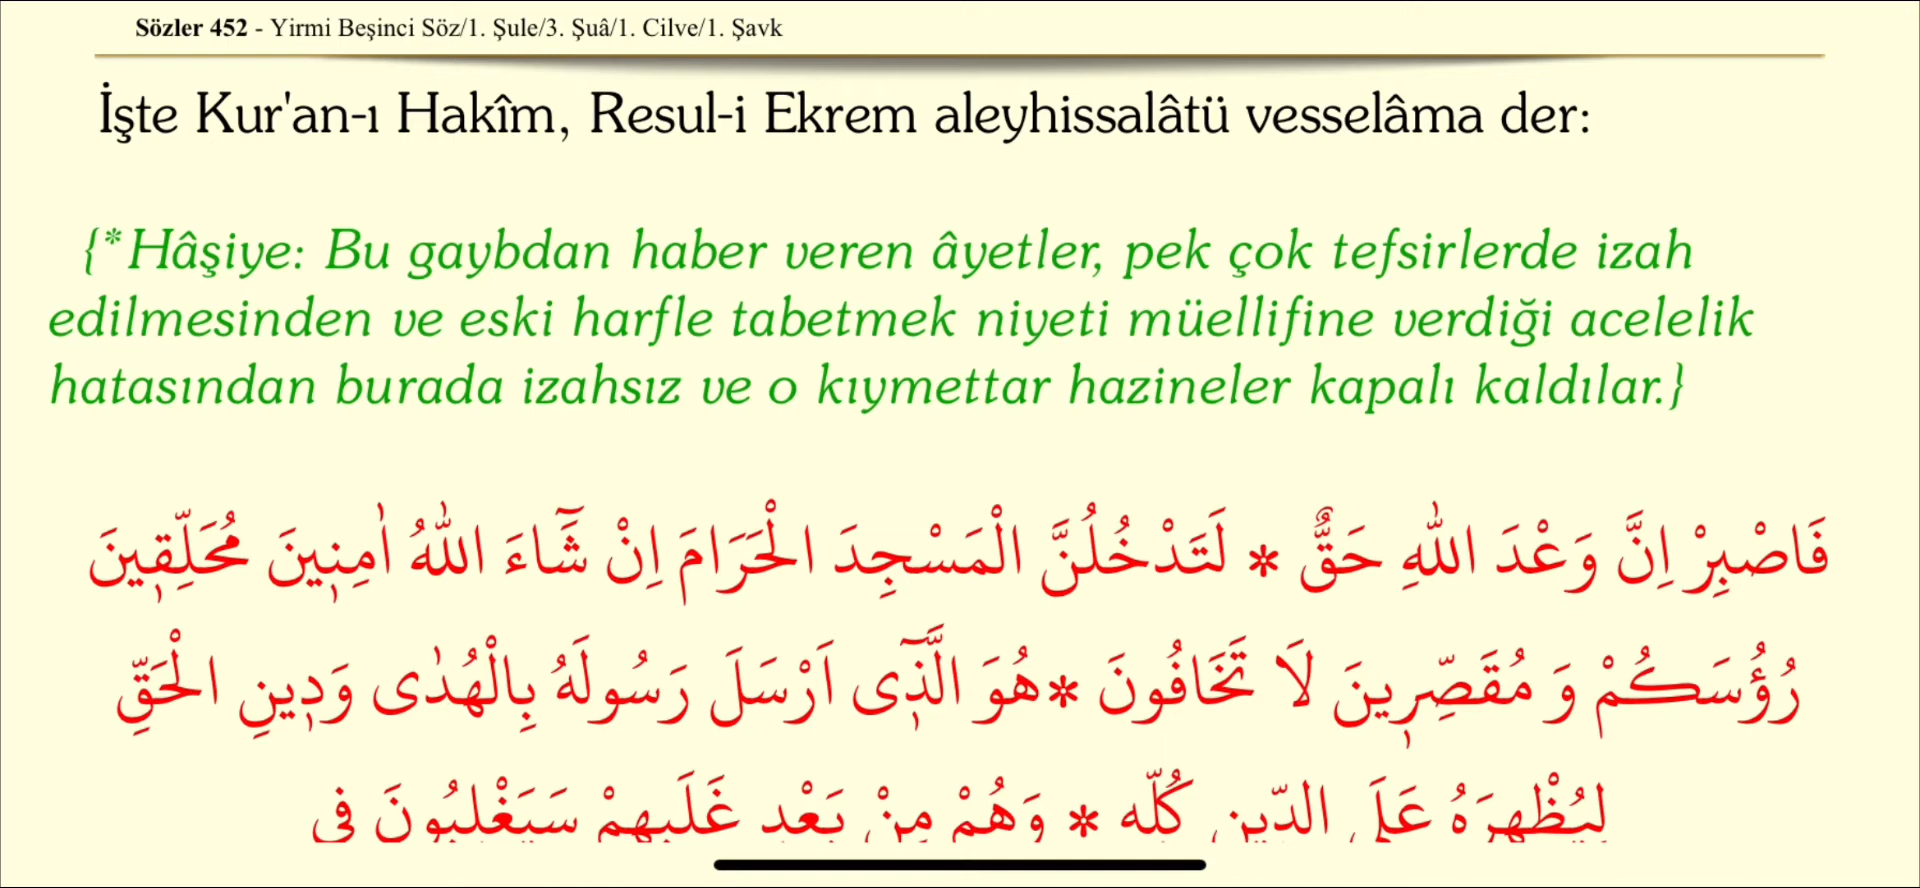 Sözler 452 - Yirmi Beşinci Söz/1. Şule/3. Şuâ/1. Cilve/1. Şavk
İşte Kur'an-ı Hakîm, Resul-i Ekrem aleyhissalâtü vesselâma der:
{*Hâşiye: Bu gaybdan haber veren âyetler, pek çok tefsirlerde izah
edilmesinden ve eski harfle tabetmek niyeti müellifine verdiği acelelik
hatasından burada izahsız ve o kıymettar hazineler kapalı kaldılar.}
فَاصْبِرْ اِنَّ وَعْدَ اللّٰهِ حَقٌّ * لَتَدْخُلُنَّ الْمَسْجِدَ الْحَرَامَ اِنْ شَٓاءَ اللّٰهُ اٰمِنٖينَ مُحَلِّقٖينَ
رُؤُسَكُمْ وَ مُقَصِّرٖينَ لَا تَخَافُونَ * هُوَ الَّذٖٓى اَرْسَلَ رَسُولَهُ بِالْهُدٰى وَدٖينِ الْحَقِّ
لِيُظْهِرَهُ عَلَى الدّٖينِ كُلِّهٖ * وَهُمْ مِنْ بَعْدِ غَلَبِهِمْ سَيَغْلِبُونَ فٖى